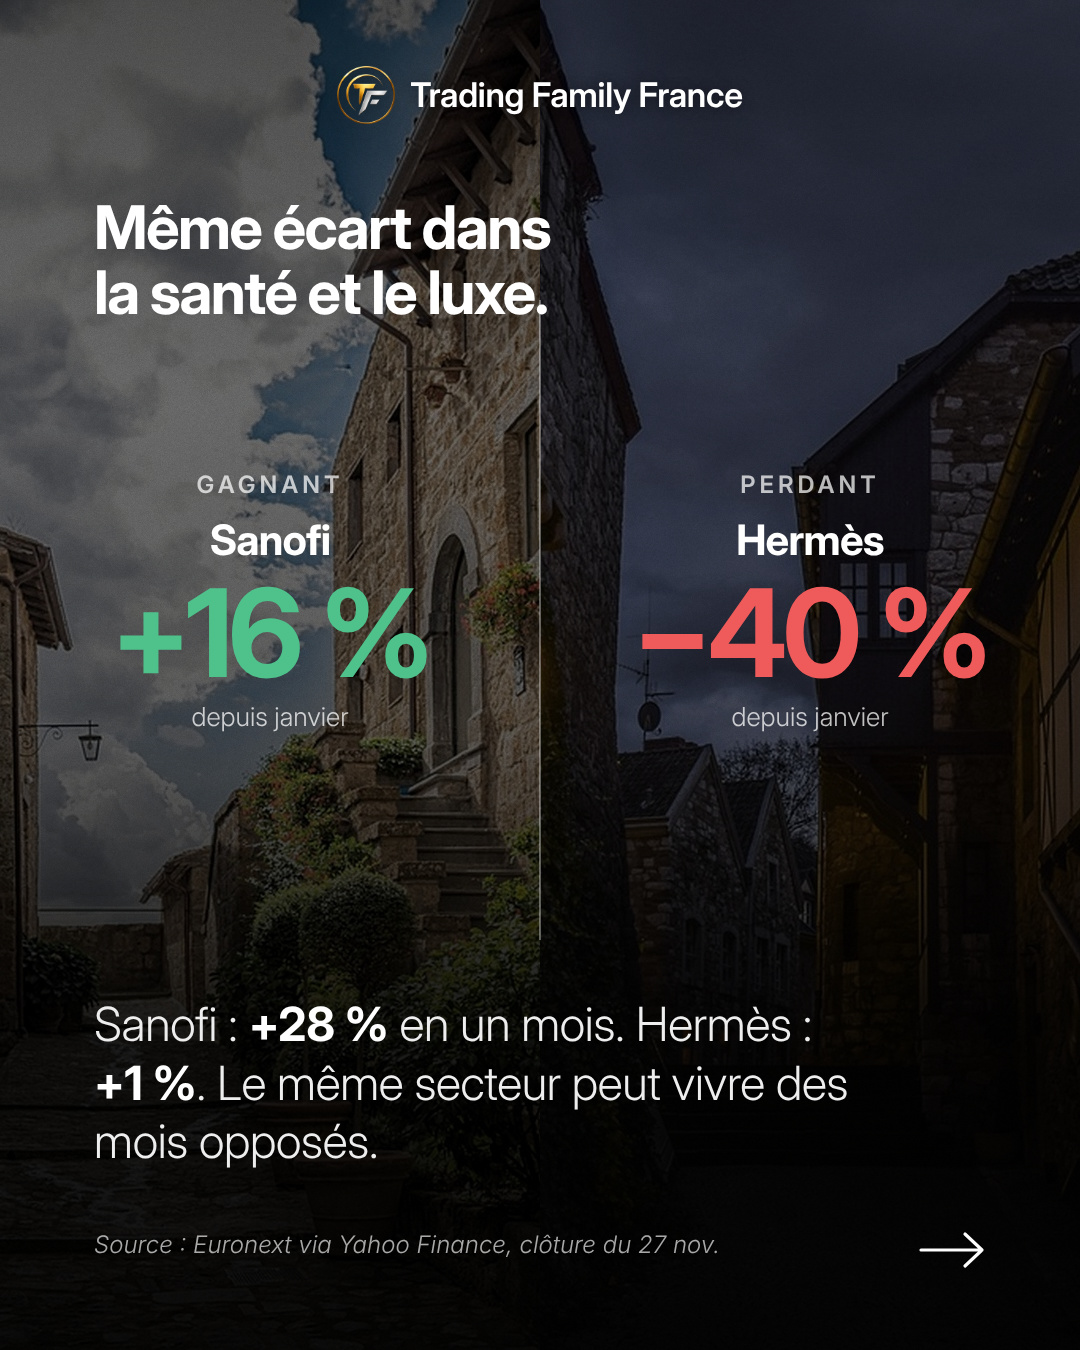 TF
Trading Family France
Même écart dans
la santé et le luxe.
GAGNANT
Sanofi
+16 %
depuis janvier
PERDANT
Hermès
−40 %
depuis janvier
Sanofi : +28 % en un mois. Hermès :
+1 %. Le même secteur peut vivre des
mois opposés.
Source : Euronext via Yahoo Finance, clôture du 27 nov.